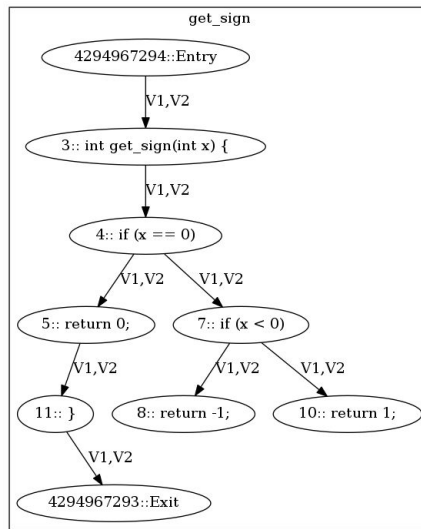 get_sign
4294967294::Entry
V1,V2
3:: int get_sign(int x) {
V1,V2
4:: if (x == 0)
V1,V2 V1,V2
5:: return 0; 7:: if (x < 0)
V1,V2 V1,V2 V1,V2
11:: } 8:: return -1; 10:: return 1;
V1,V2
4294967293::Exit